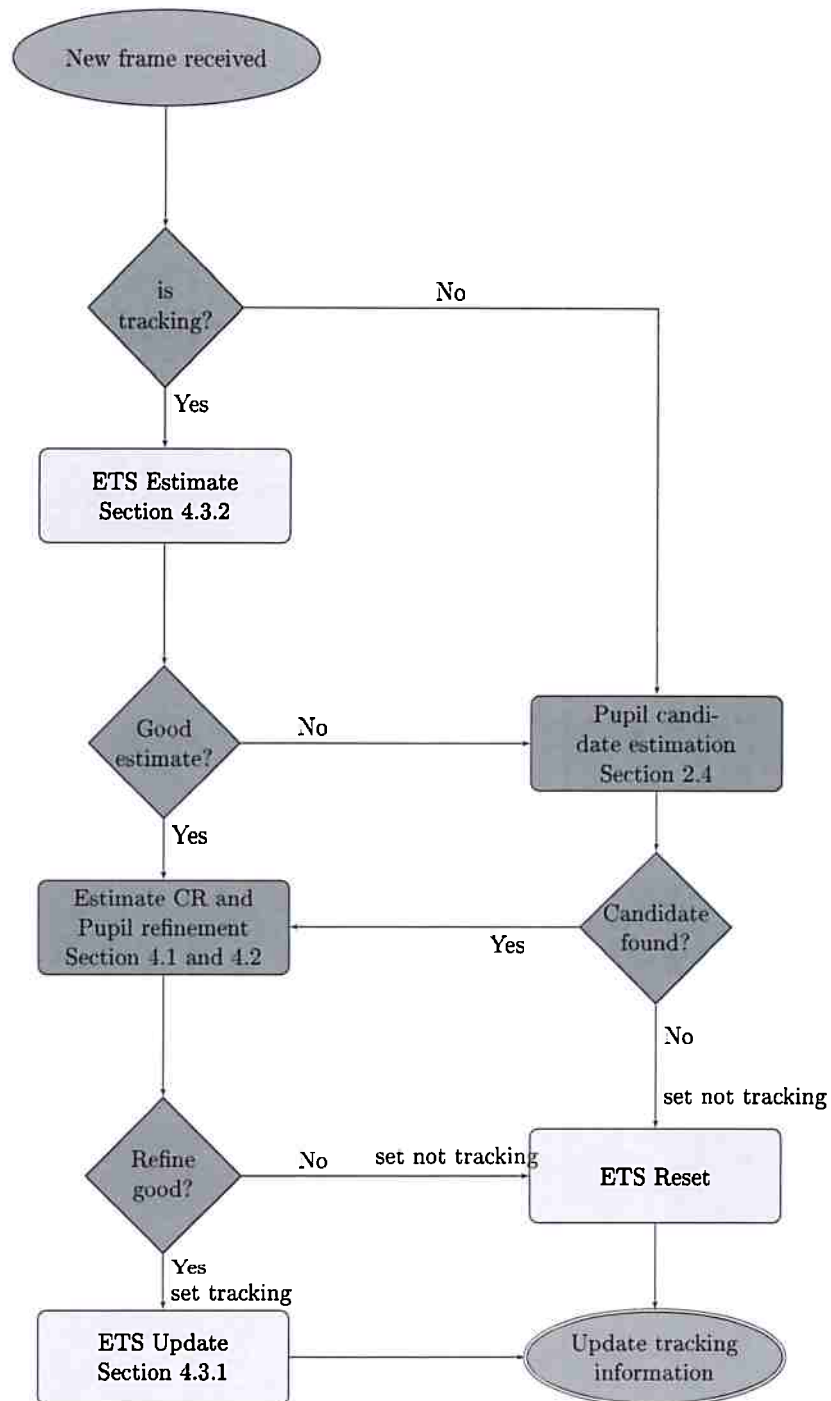 New frame received
is
tracking?
No
Yes
ETS Estimate
Section 4.3.2
Good
estimate?
No
Pupil candi-
date estimation
Section 2.4
Yes
Estimate CR and
Pupil refinement
Section 4.1 and 4.2
Candidate
found?
Yes
No
set not tracking
Refine
good?
No
set not tracking
ETS Reset
Yes
set tracking
ETS Update
Section 4.3.1
Update tracking
information